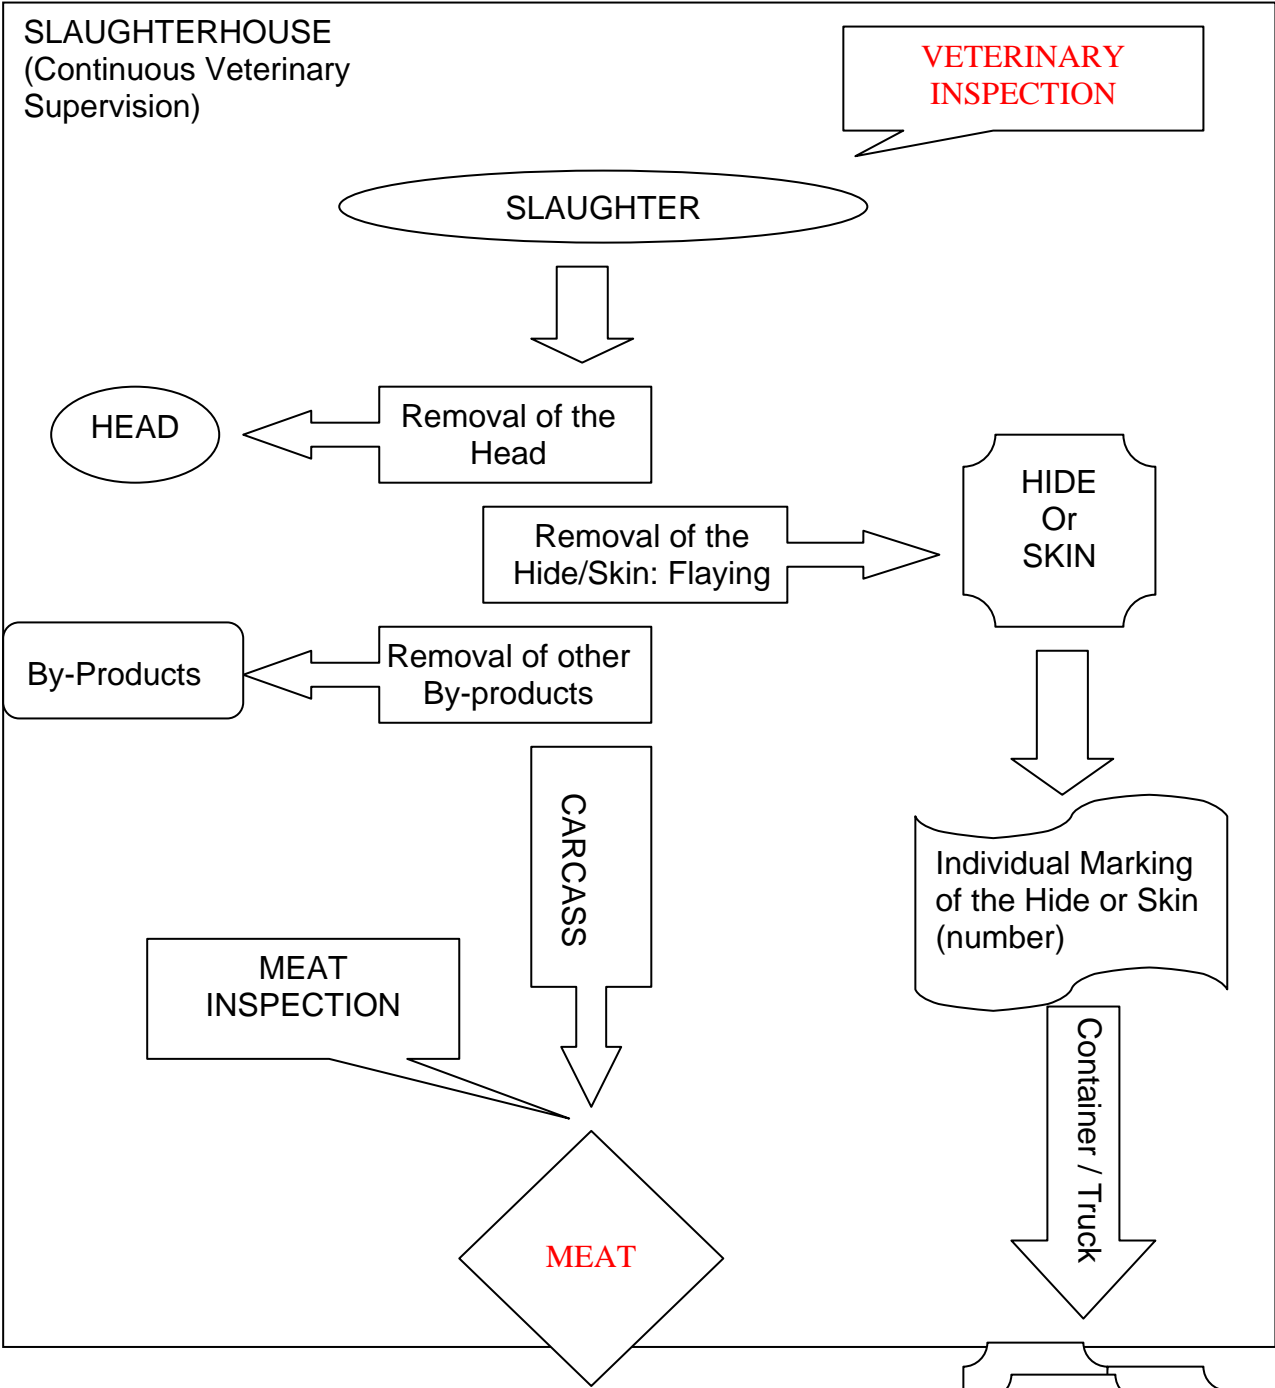 SLAUGHTERHOUSE
(Continuous Veterinary
Supervision)
VETERINARY
INSPECTION
SLAUGHTER
HEAD
Removal of the
Head
HIDE
Or
SKIN
Removal of the
Hide/Skin: Flaying
By-Products
Removal of other
By-products
CARCASS
Individual Marking
of the Hide or Skin
(number)
MEAT
INSPECTION
Container / Truck
MEAT